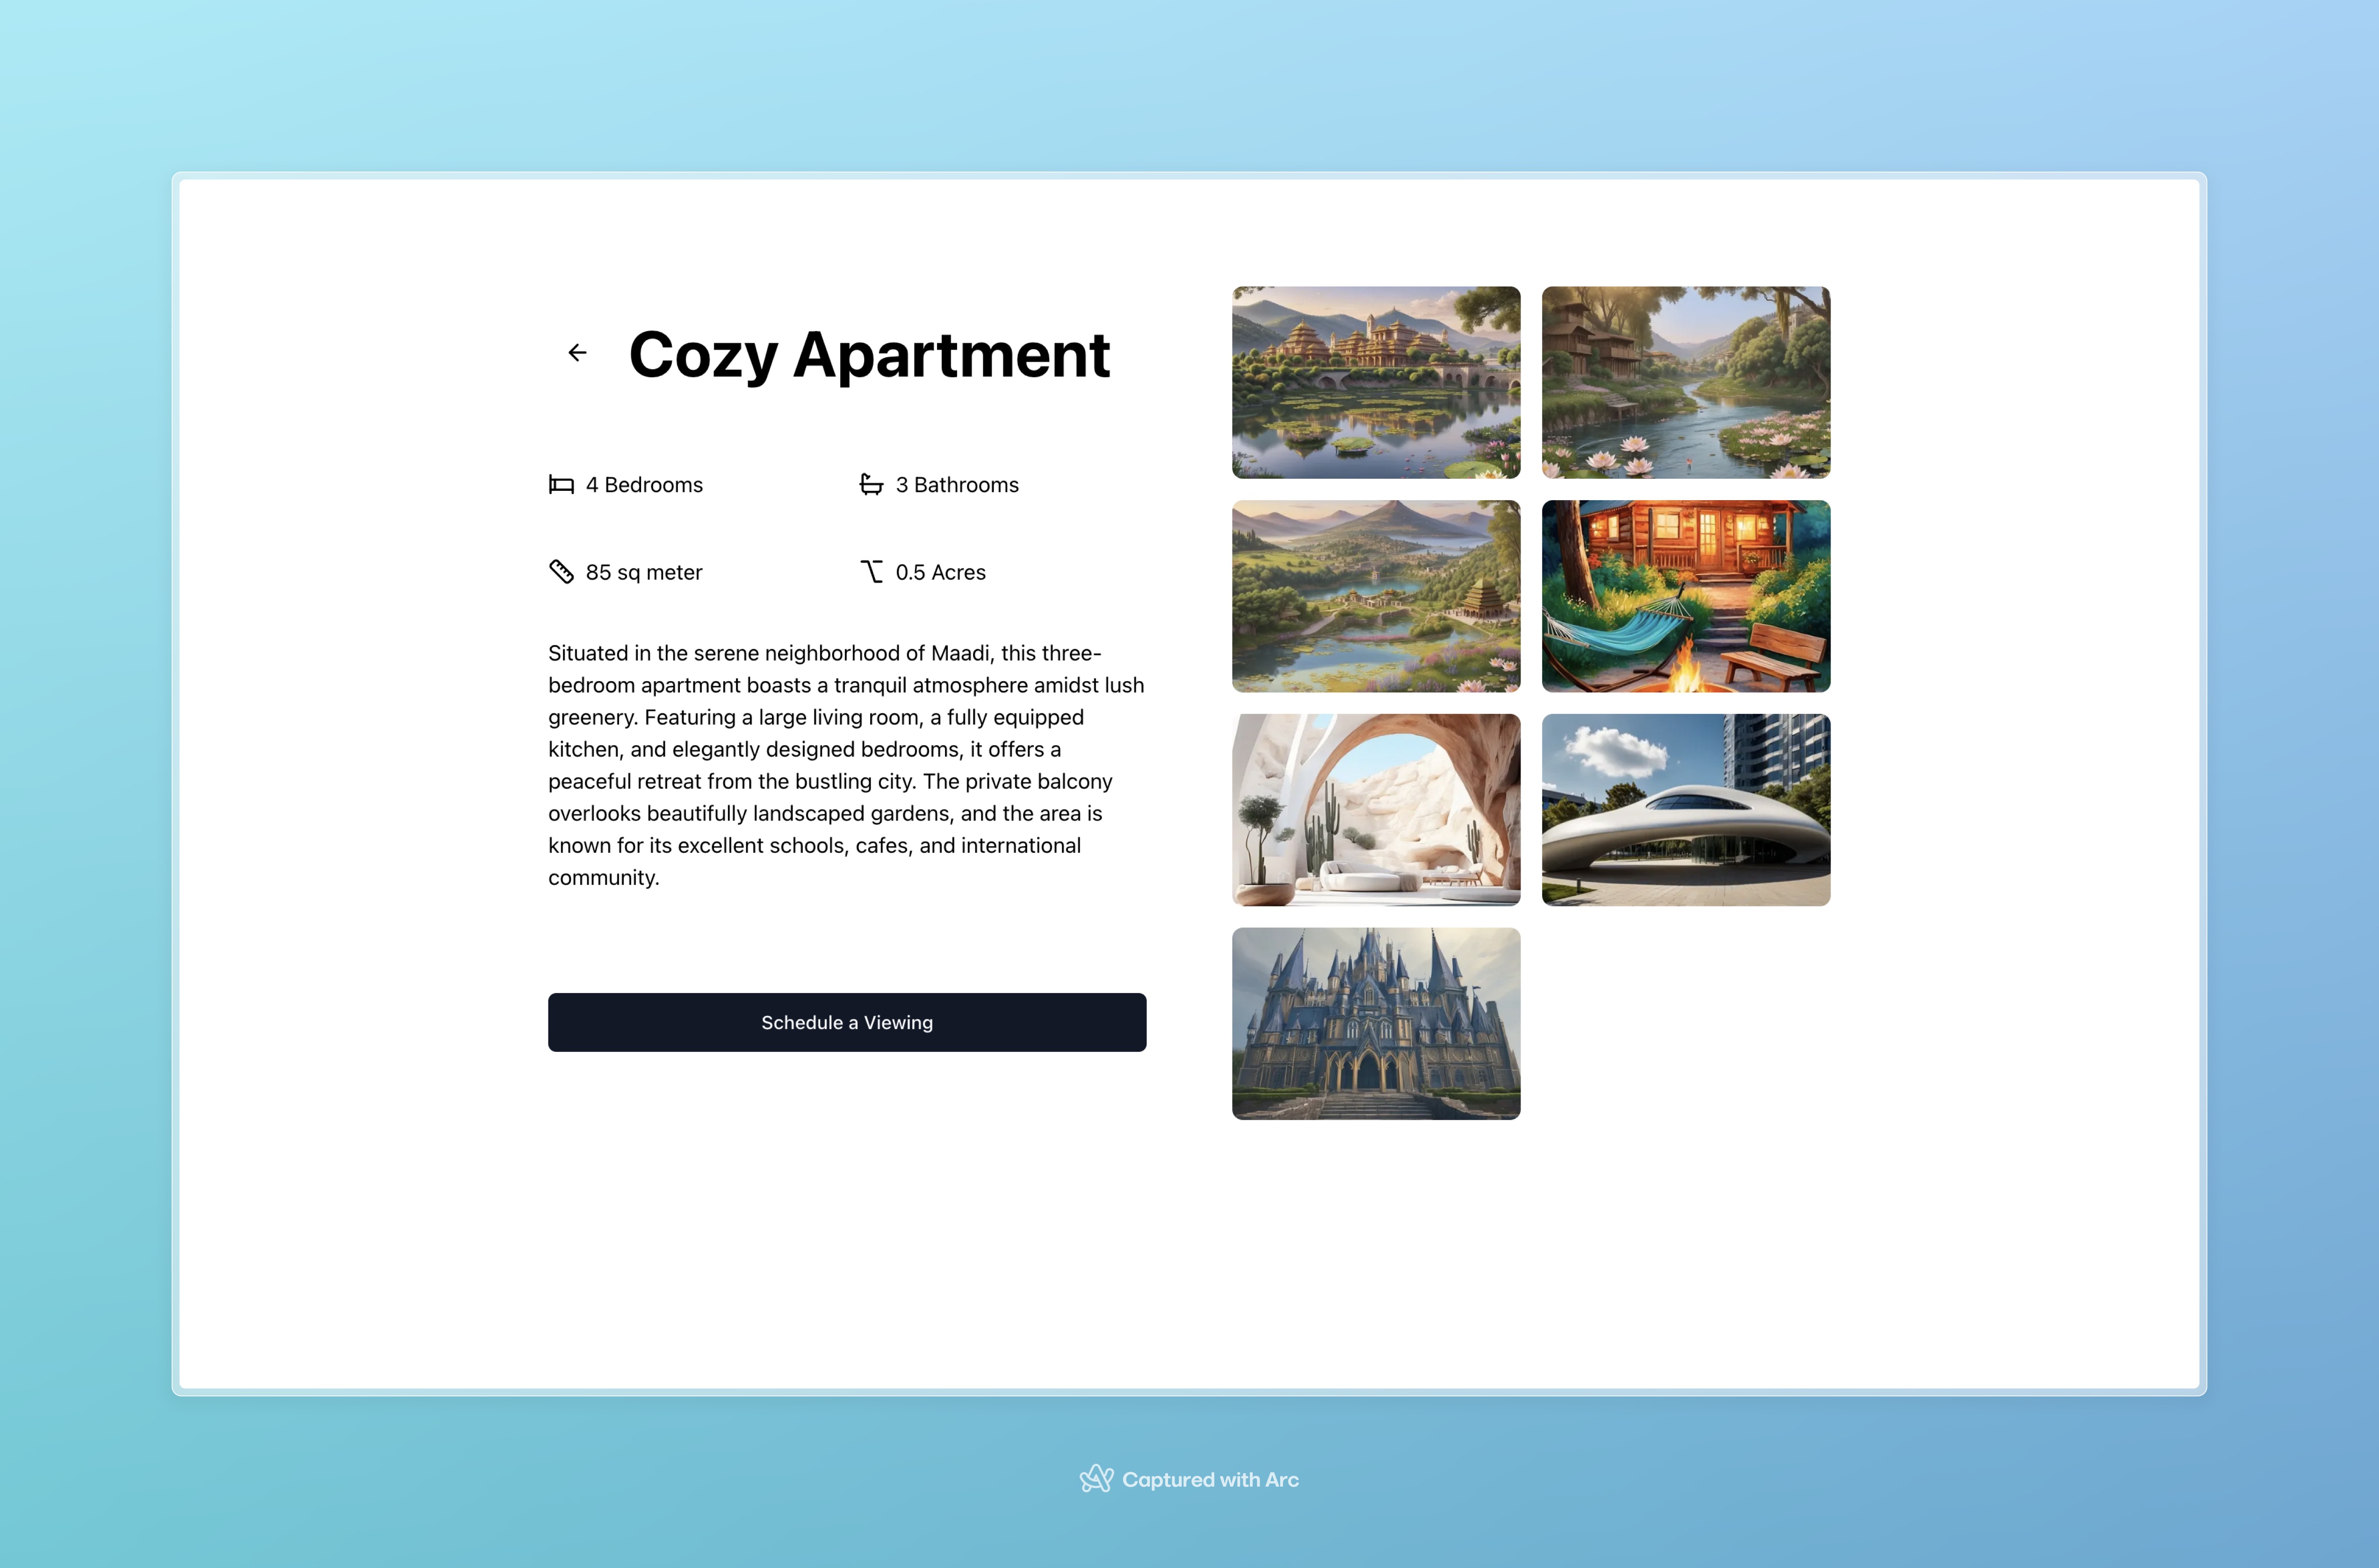 Cozy Apartment
4 Bedrooms
3 Bathrooms
85 sq meter
0.5 Acres
Situated in the serene neighborhood of Maadi, this three-
bedroom apartment boasts a tranquil atmosphere amidst lush
greenery. Featuring a large living room, a fully equipped
kitchen, and elegantly designed bedrooms, it offers a
peaceful retreat from the bustling city. The private balcony
overlooks beautifully landscaped gardens, and the area is
known for its excellent schools, cafes, and international
community.
Schedule a Viewing
Captured with Arc